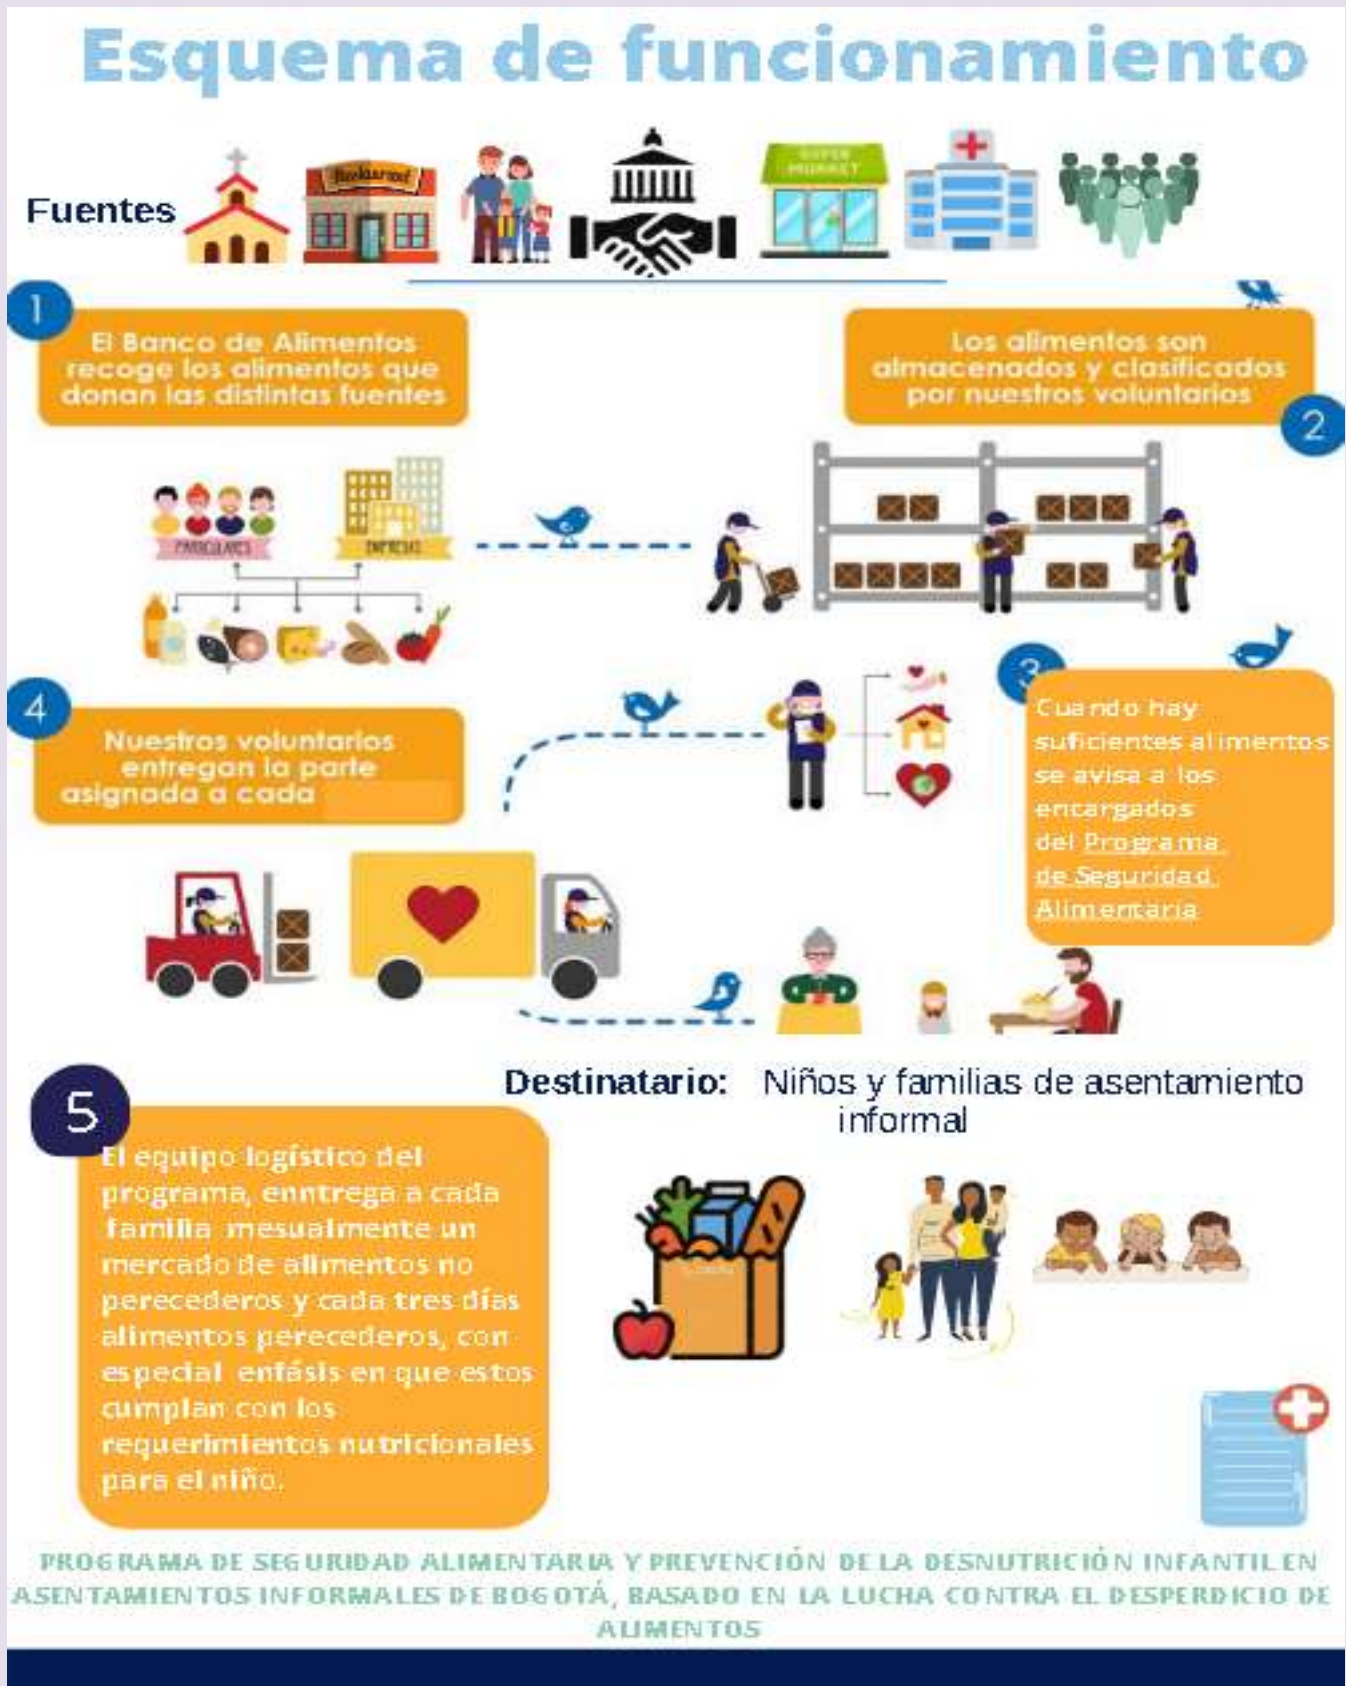 Esquema de funcionamiento
Fuentes
Restaurant
SUPER
MURKET
1
El Banco de Alimentos
recoge los alimentos que
donan las distintas fuentes
Los alimentos son
almacenados y clasificados
por nuestros voluntarios
2
PARTICULARES
EMPRESAS
3
Cuando hay
suficientes alimentos
se avisa a los
encargados
del Programa
de Seguridad
Alimentaria
4
Nuestros voluntarios
entregan la parte
asignada a cada
Destinatario: Niños y familias de asentamiento
informal
5
El equipo logístico del
programa, enntrega a cada
familia mesualmente un
mercado de alimentos no
perecederos y cada tres días
alimentos perecederos, con
especial enfásis en que estos
cumplan con los
requerimientos nutricionales
para el niño.
PROGRAMA DE SEGURIDAD ALIMENTARIA Y PREVENCIÓN DE LA DESNUTRICIÓN INFANTIL EN
ASENTAMIENTOS INFORMALES DE BOGOTÁ, BASADO EN LA LUCHA CONTRA EL DESPERDICIO DE
ALIMENTOS